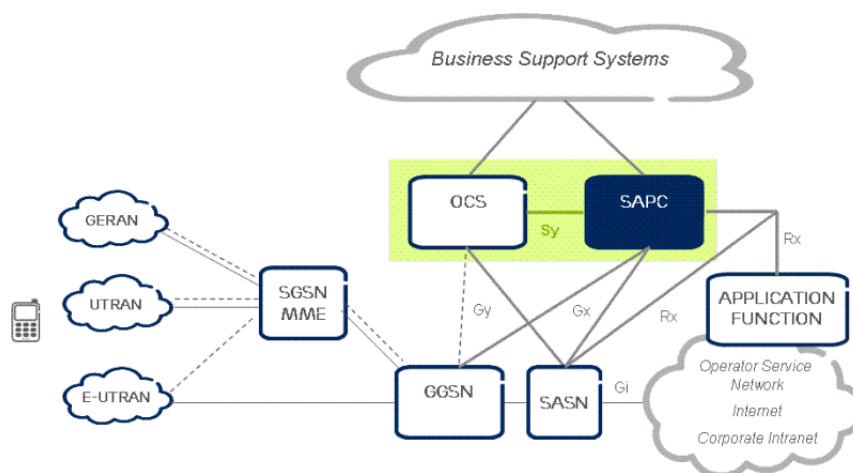 Business Support Systems
OCS
SAPC
Sy
GERAN
UTRAN
E-UTRAN
SGSN
MME
Gy
Gx
Rx
Rx
APPLICATION
FUNCTION
GGSN
SASN
Gi
Operator Service
Network
Internet
Corporate Intranet